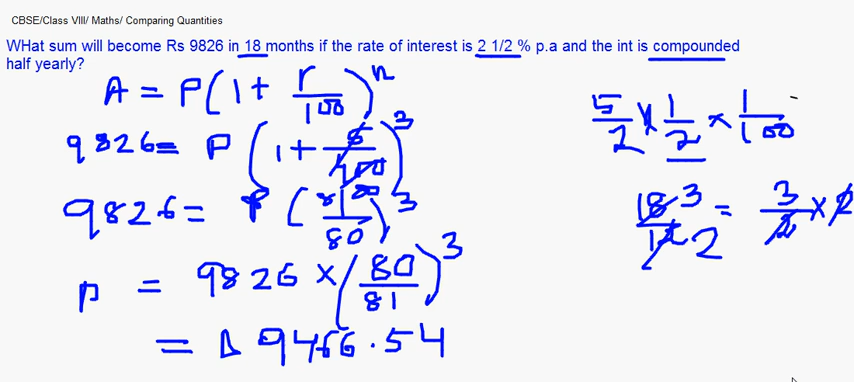 CBSE/Class VIII/ Maths/ Comparing Quantities
WHat sum will become Rs 9826 in 18 months if the rate of interest is 2 1/2 % p.a and the int is compounded
half yearly?
A = P(1+ r/100)^n
9826= P (1+ 5/400)^3
9826= P (81/80)^3
P = 9826 × (80/81)^3
= 9466.54
5/2 × 1/2 × 1/100
18/12 = 3/2 × 2